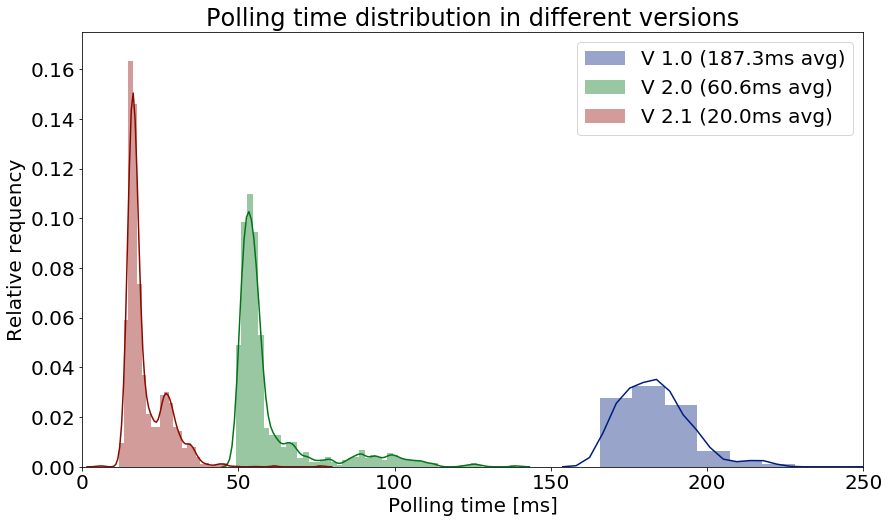 Polling time distribution in different versions
V 1.0 (187.3ms avg)
V 2.0 (60.6ms avg)
V 2.1 (20.0ms avg)
Relative requency
0.16
0.14
0.12
0.10
0.08
0.06
0.04
0.02
0.00
0 50 100 150 200 250
Polling time [ms]